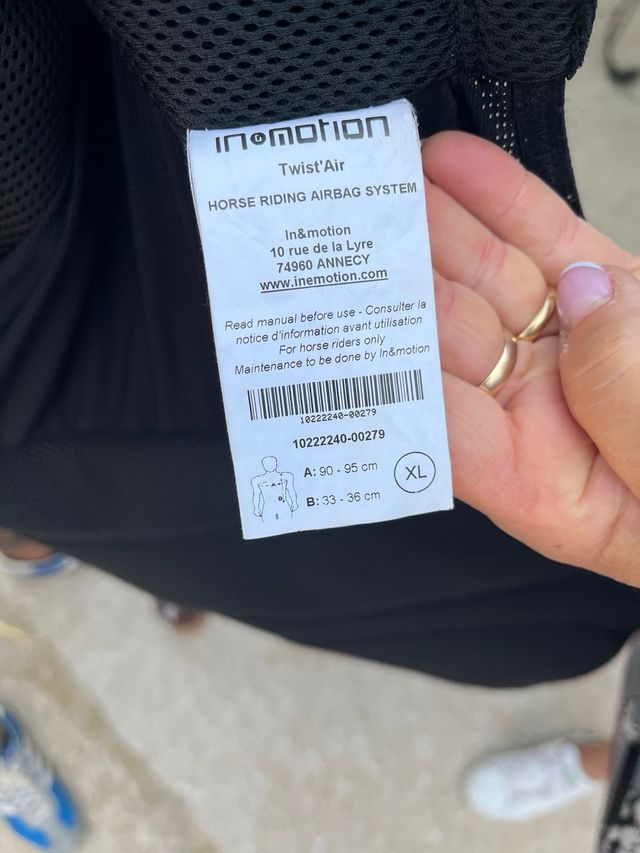 in&motion
Twist'Air
HORSE RIDING AIRBAG SYSTEM
In&motion
10 rue de la Lyre
74960 ANNECY
www.inemotion.com
Read manual before use - Consulter la
notice d'information avant utilisation
For horse riders only
Maintenance to be done by In&motion
10222240-00279
10222240-00279
A: 90 - 95 cm
XL
B: 33 - 36 cm
A
B